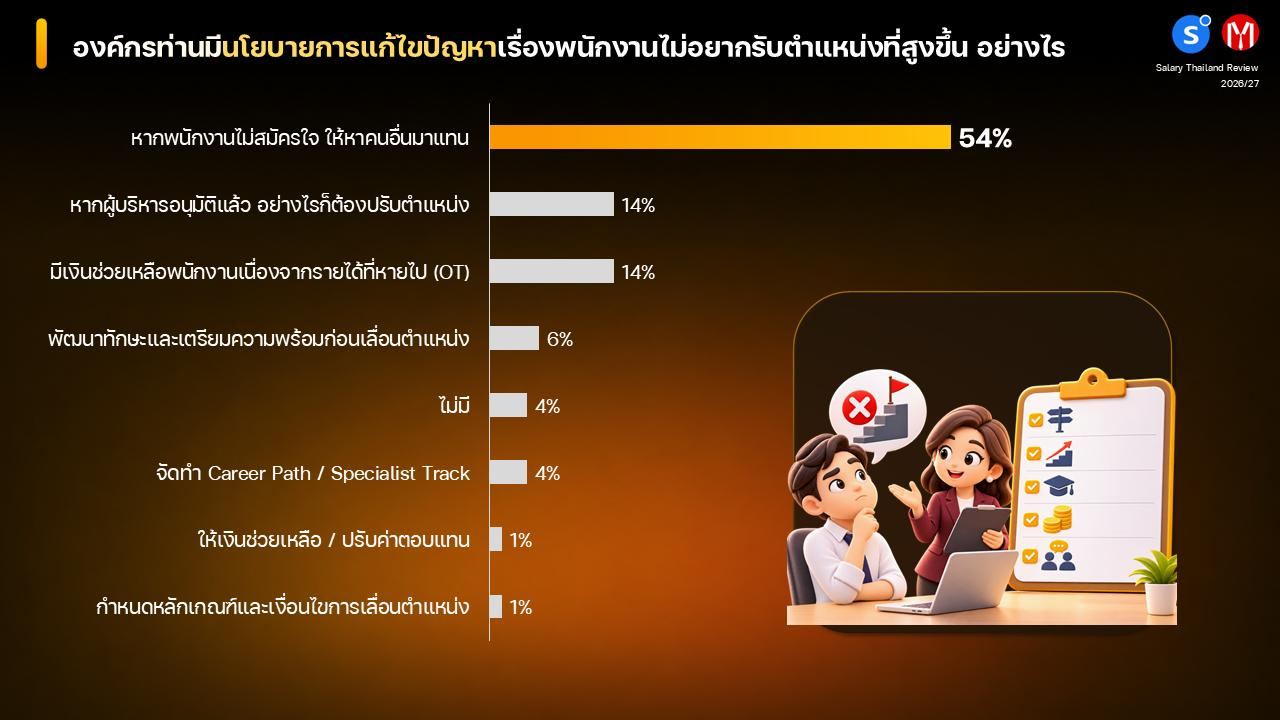 องค์กรท่านมีนโยบายการแก้ไขปัญหาเรื่องพนักงานไม่อยากรับตำแหน่งที่สูงขึ้น อย่างไร
S
M
Salary Thailand Review
2026/27
หากพนักงานไม่สมัครใจ ให้หาคนอื่นมาแทน
54%
หากผู้บริหารอนุมัติแล้ว อย่างไรก็ต้องปรับตำแหน่ง
14%
มีเงินช่วยเหลือพนักงานเนื่องจากรายได้ที่หายไป (OT)
14%
พัฒนาทักษะและเตรียมความพร้อมก่อนเลื่อนตำแหน่ง
6%
ไม่มี
4%
จัดทำ Career Path / Specialist Track
4%
ให้เงินช่วยเหลือ / ปรับค่าตอบแทน
1%
กำหนดหลักเกณฑ์และเงื่อนไขการเลื่อนตำแหน่ง
1%